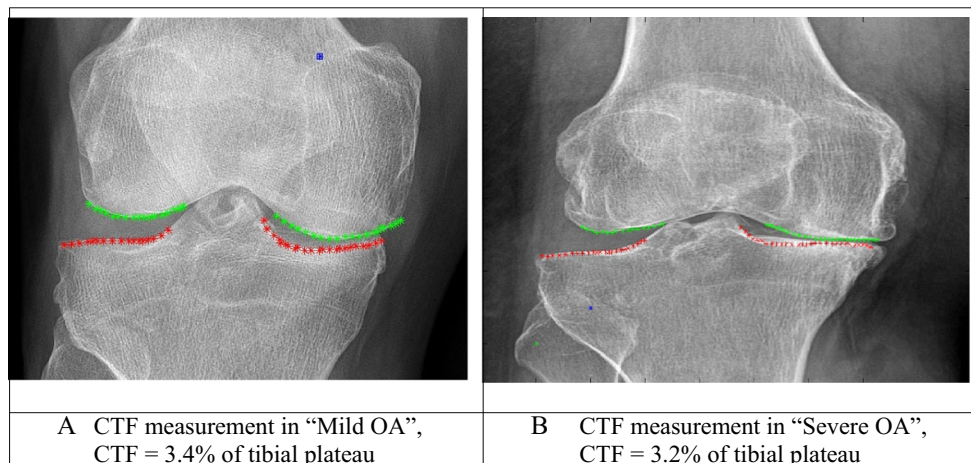 A CTF measurement in “Mild OA”,
CTF = 3.4% of tibial plateau
B CTF measurement in “Severe OA”,
CTF = 3.2% of tibial plateau